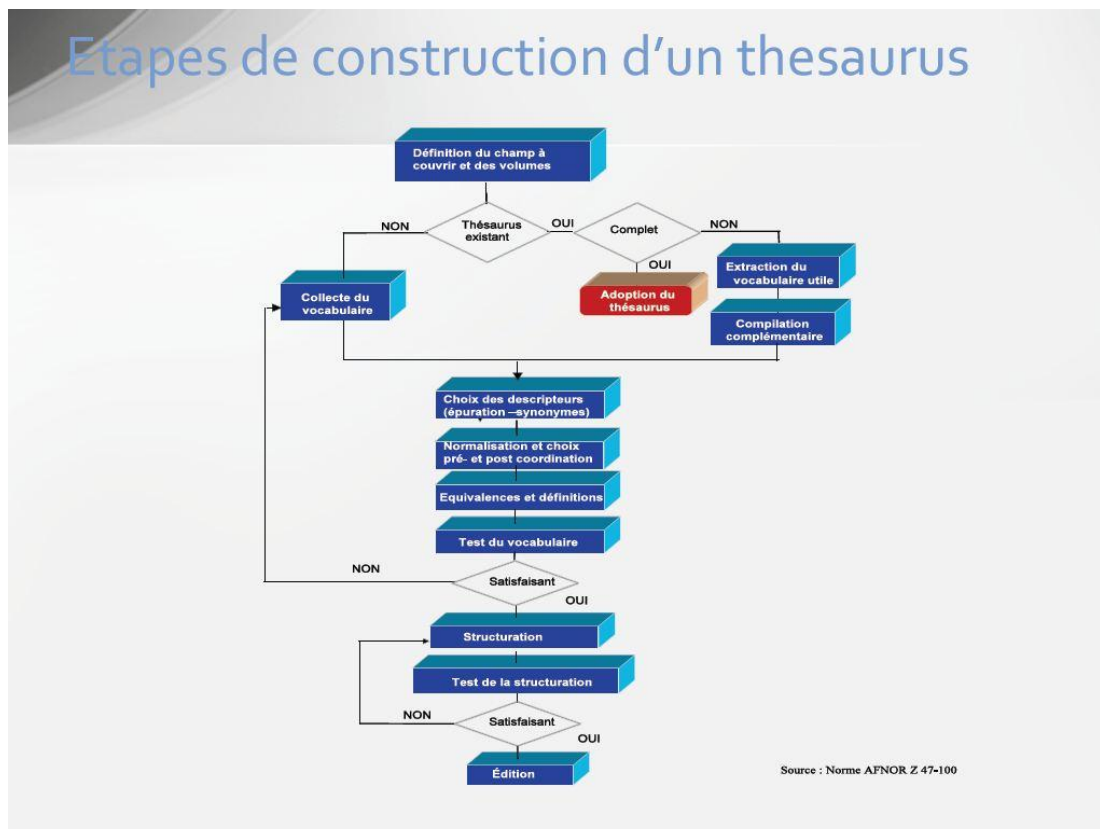 Etapes de construction d'un thesaurus
Définition du champ à
couvrir et des volumes
NON
Thésaurus
existant
OUI
Complet
NON
OUI
Extraction du
vocabulaire utile
Collecte du
vocabulaire
Adoption du
thésaurus
Compilation
complémentaire
Choix des descripteurs
(épuration –synonymes)
Normalisation et choix
pré- et post coordination
Equivalences et définitions
Test du vocabulaire
NON
Satisfaisant
OUI
Structuration
Test de la structuration
NON
Satisfaisant
OUI
Édition
Source : Norme AFNOR Z 47-100